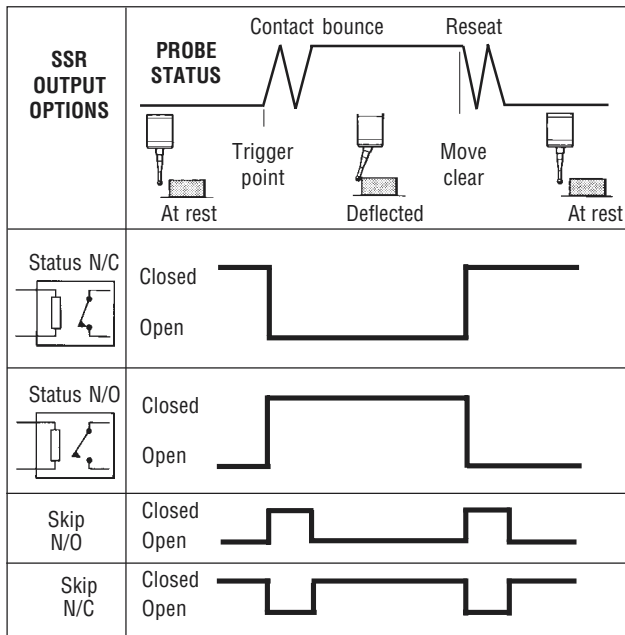 SSR
OUTPUT
OPTIONS
PROBE
STATUS
Contact bounce
Reseat
Trigger
point
Move
clear
At rest
Deflected
At rest
Status N/C
Closed
Open
Status N/O
Closed
Open
Skip
N/O
Closed
Open
Skip
N/C
Closed
Open